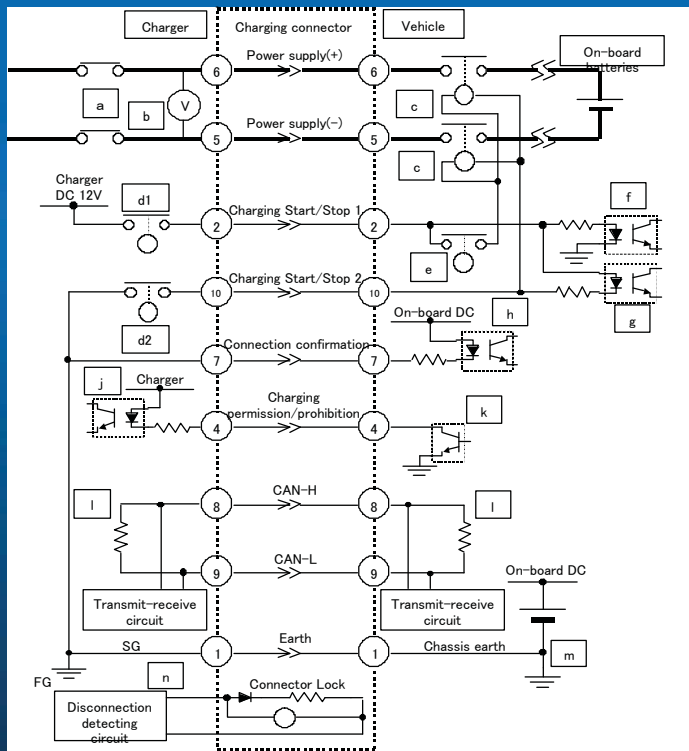 Charger
Charging connector
Vehicle
On-board
batteries
Power supply(+)
6
6
a
b
V
c
Power supply(-)
5
5
c
Charger
DC 12V
d1
Charging Start/Stop 1
2
2
f
e
Charging Start/Stop 2
10
10
d2
On-board DC
h
g
Connection confirmation
7
7
j
Charger
Charging
permission/prohibition
4
4
k
CAN-H
8
8
l
l
CAN-L
9
9
Transmit-receive
circuit
Transmit-receive
circuit
On-board DC
SG
1
Earth
1
Chassis earth
m
FG
n
Connector Lock
Disconnection
detecting
circuit